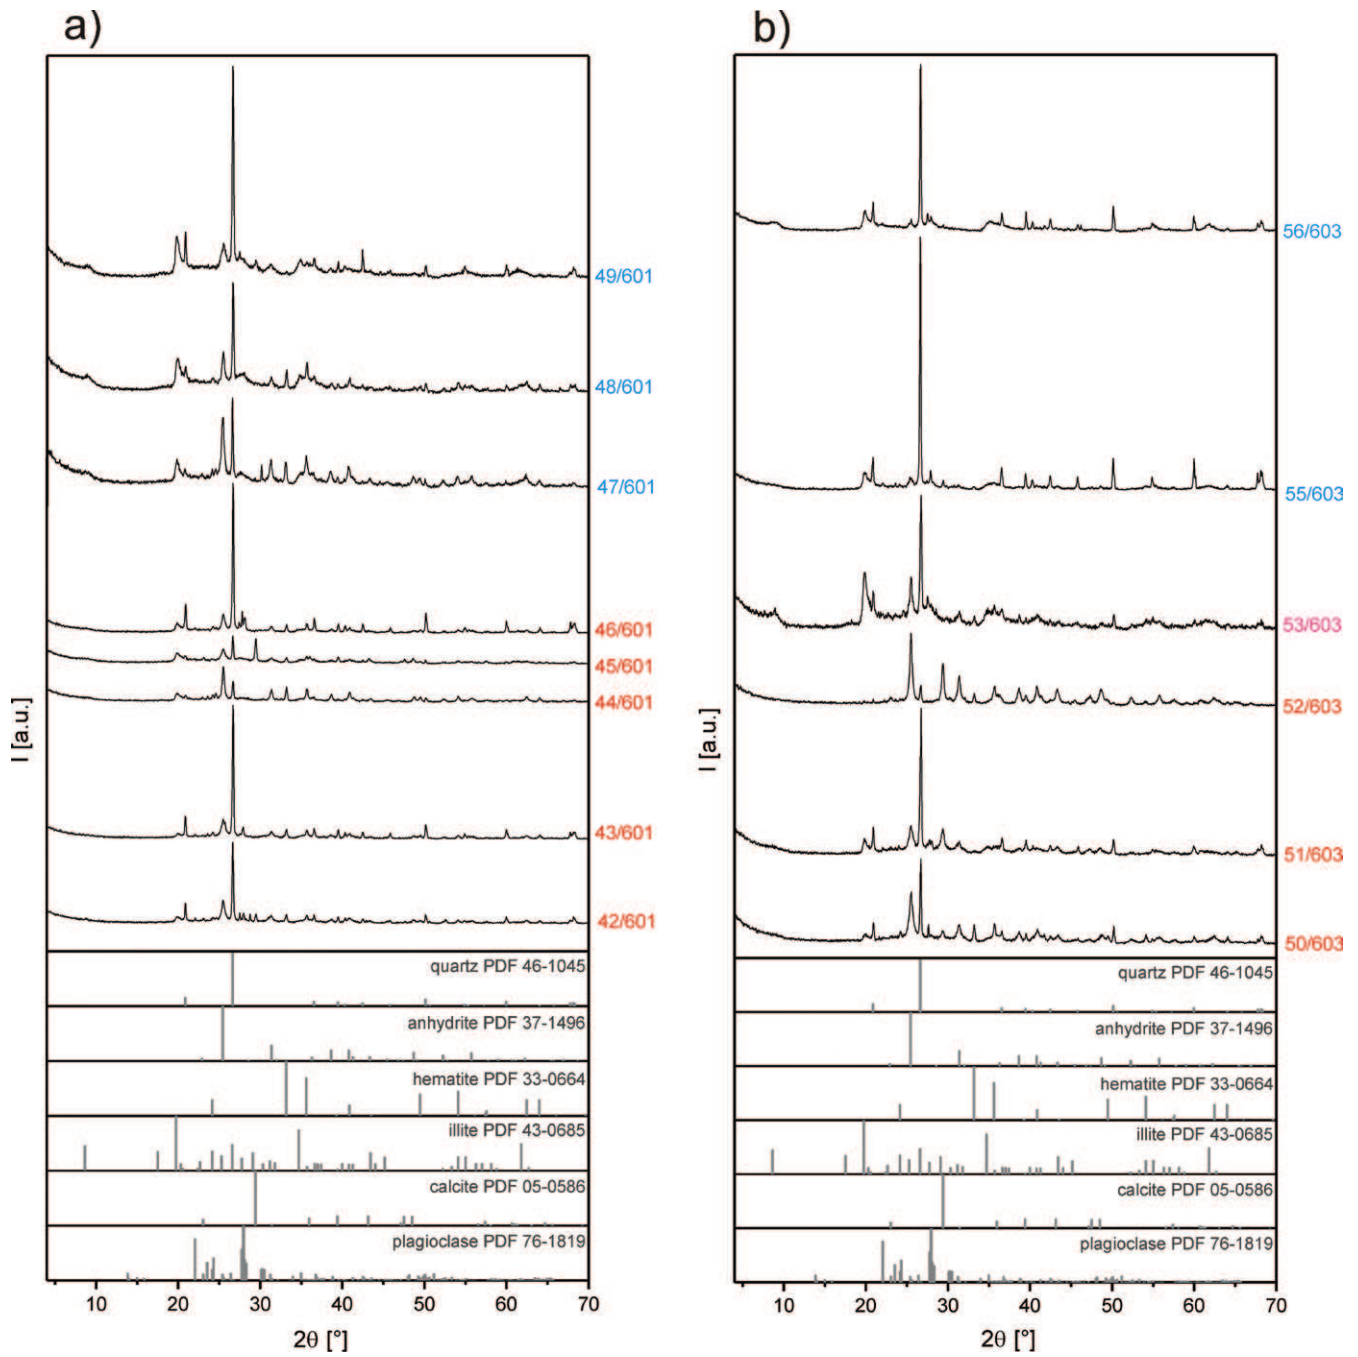 a)
49/601
48/601
47/601
46/601
45/601
44/601
43/601
42/601
I [a.u.]
quartz PDF 46-1045
anhydrite PDF 37-1496
hematite PDF 33-0664
illite PDF 43-0685
calcite PDF 05-0586
plagioclase PDF 76-1819
10 20 30 40 50 60 70
2θ [°]
b)
56/603
55/603
53/603
52/603
51/603
50/603
I [a.u.]
quartz PDF 46-1045
anhydrite PDF 37-1496
hematite PDF 33-0664
illite PDF 43-0685
calcite PDF 05-0586
plagioclase PDF 76-1819
10 20 30 40 50 60 70
2θ [°]